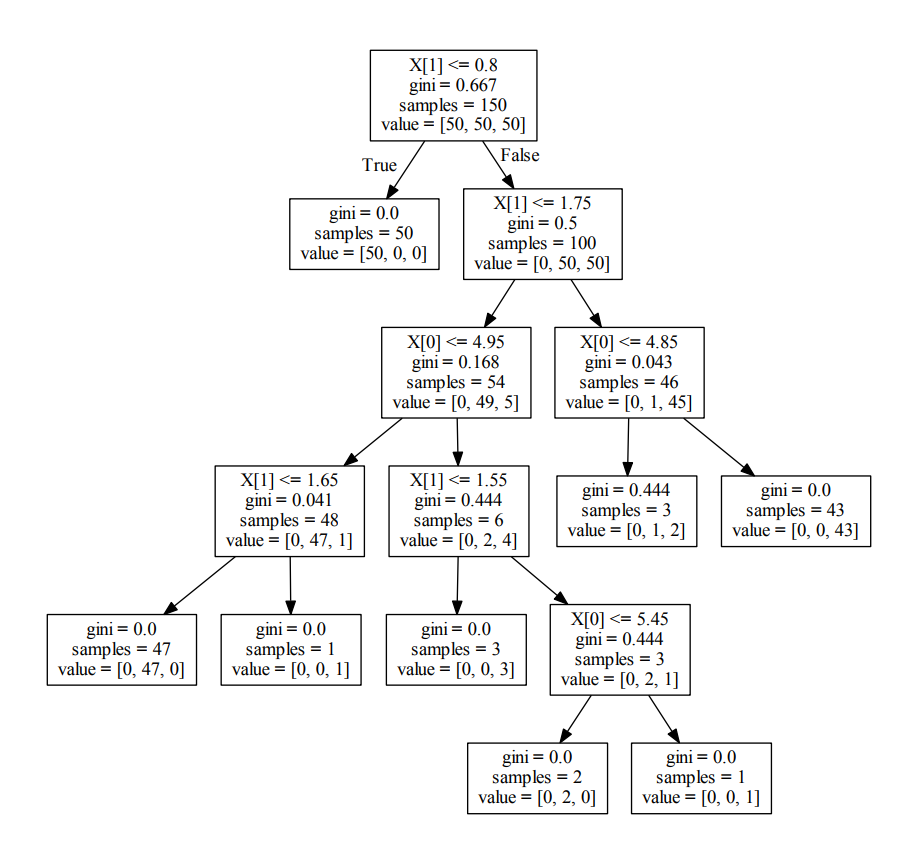 X[1] <= 0.8
gini = 0.667
samples = 150
value = [50, 50, 50]
True
False
gini = 0.0
samples = 50
value = [50, 0, 0]
X[1] <= 1.75
gini = 0.5
samples = 100
value = [0, 50, 50]
X[0] <= 4.95
gini = 0.168
samples = 54
value = [0, 49, 5]
X[0] <= 4.85
gini = 0.043
samples = 46
value = [0, 1, 45]
X[1] <= 1.65
gini = 0.041
samples = 48
value = [0, 47, 1]
X[1] <= 1.55
gini = 0.444
samples = 6
value = [0, 2, 4]
gini = 0.444
samples = 3
value = [0, 1, 2]
gini = 0.0
samples = 43
value = [0, 0, 43]
gini = 0.0
samples = 47
value = [0, 47, 0]
gini = 0.0
samples = 1
value = [0, 0, 1]
gini = 0.0
samples = 3
value = [0, 0, 3]
X[0] <= 5.45
gini = 0.444
samples = 3
value = [0, 2, 1]
gini = 0.0
samples = 2
value = [0, 2, 0]
gini = 0.0
samples = 1
value = [0, 0, 1]